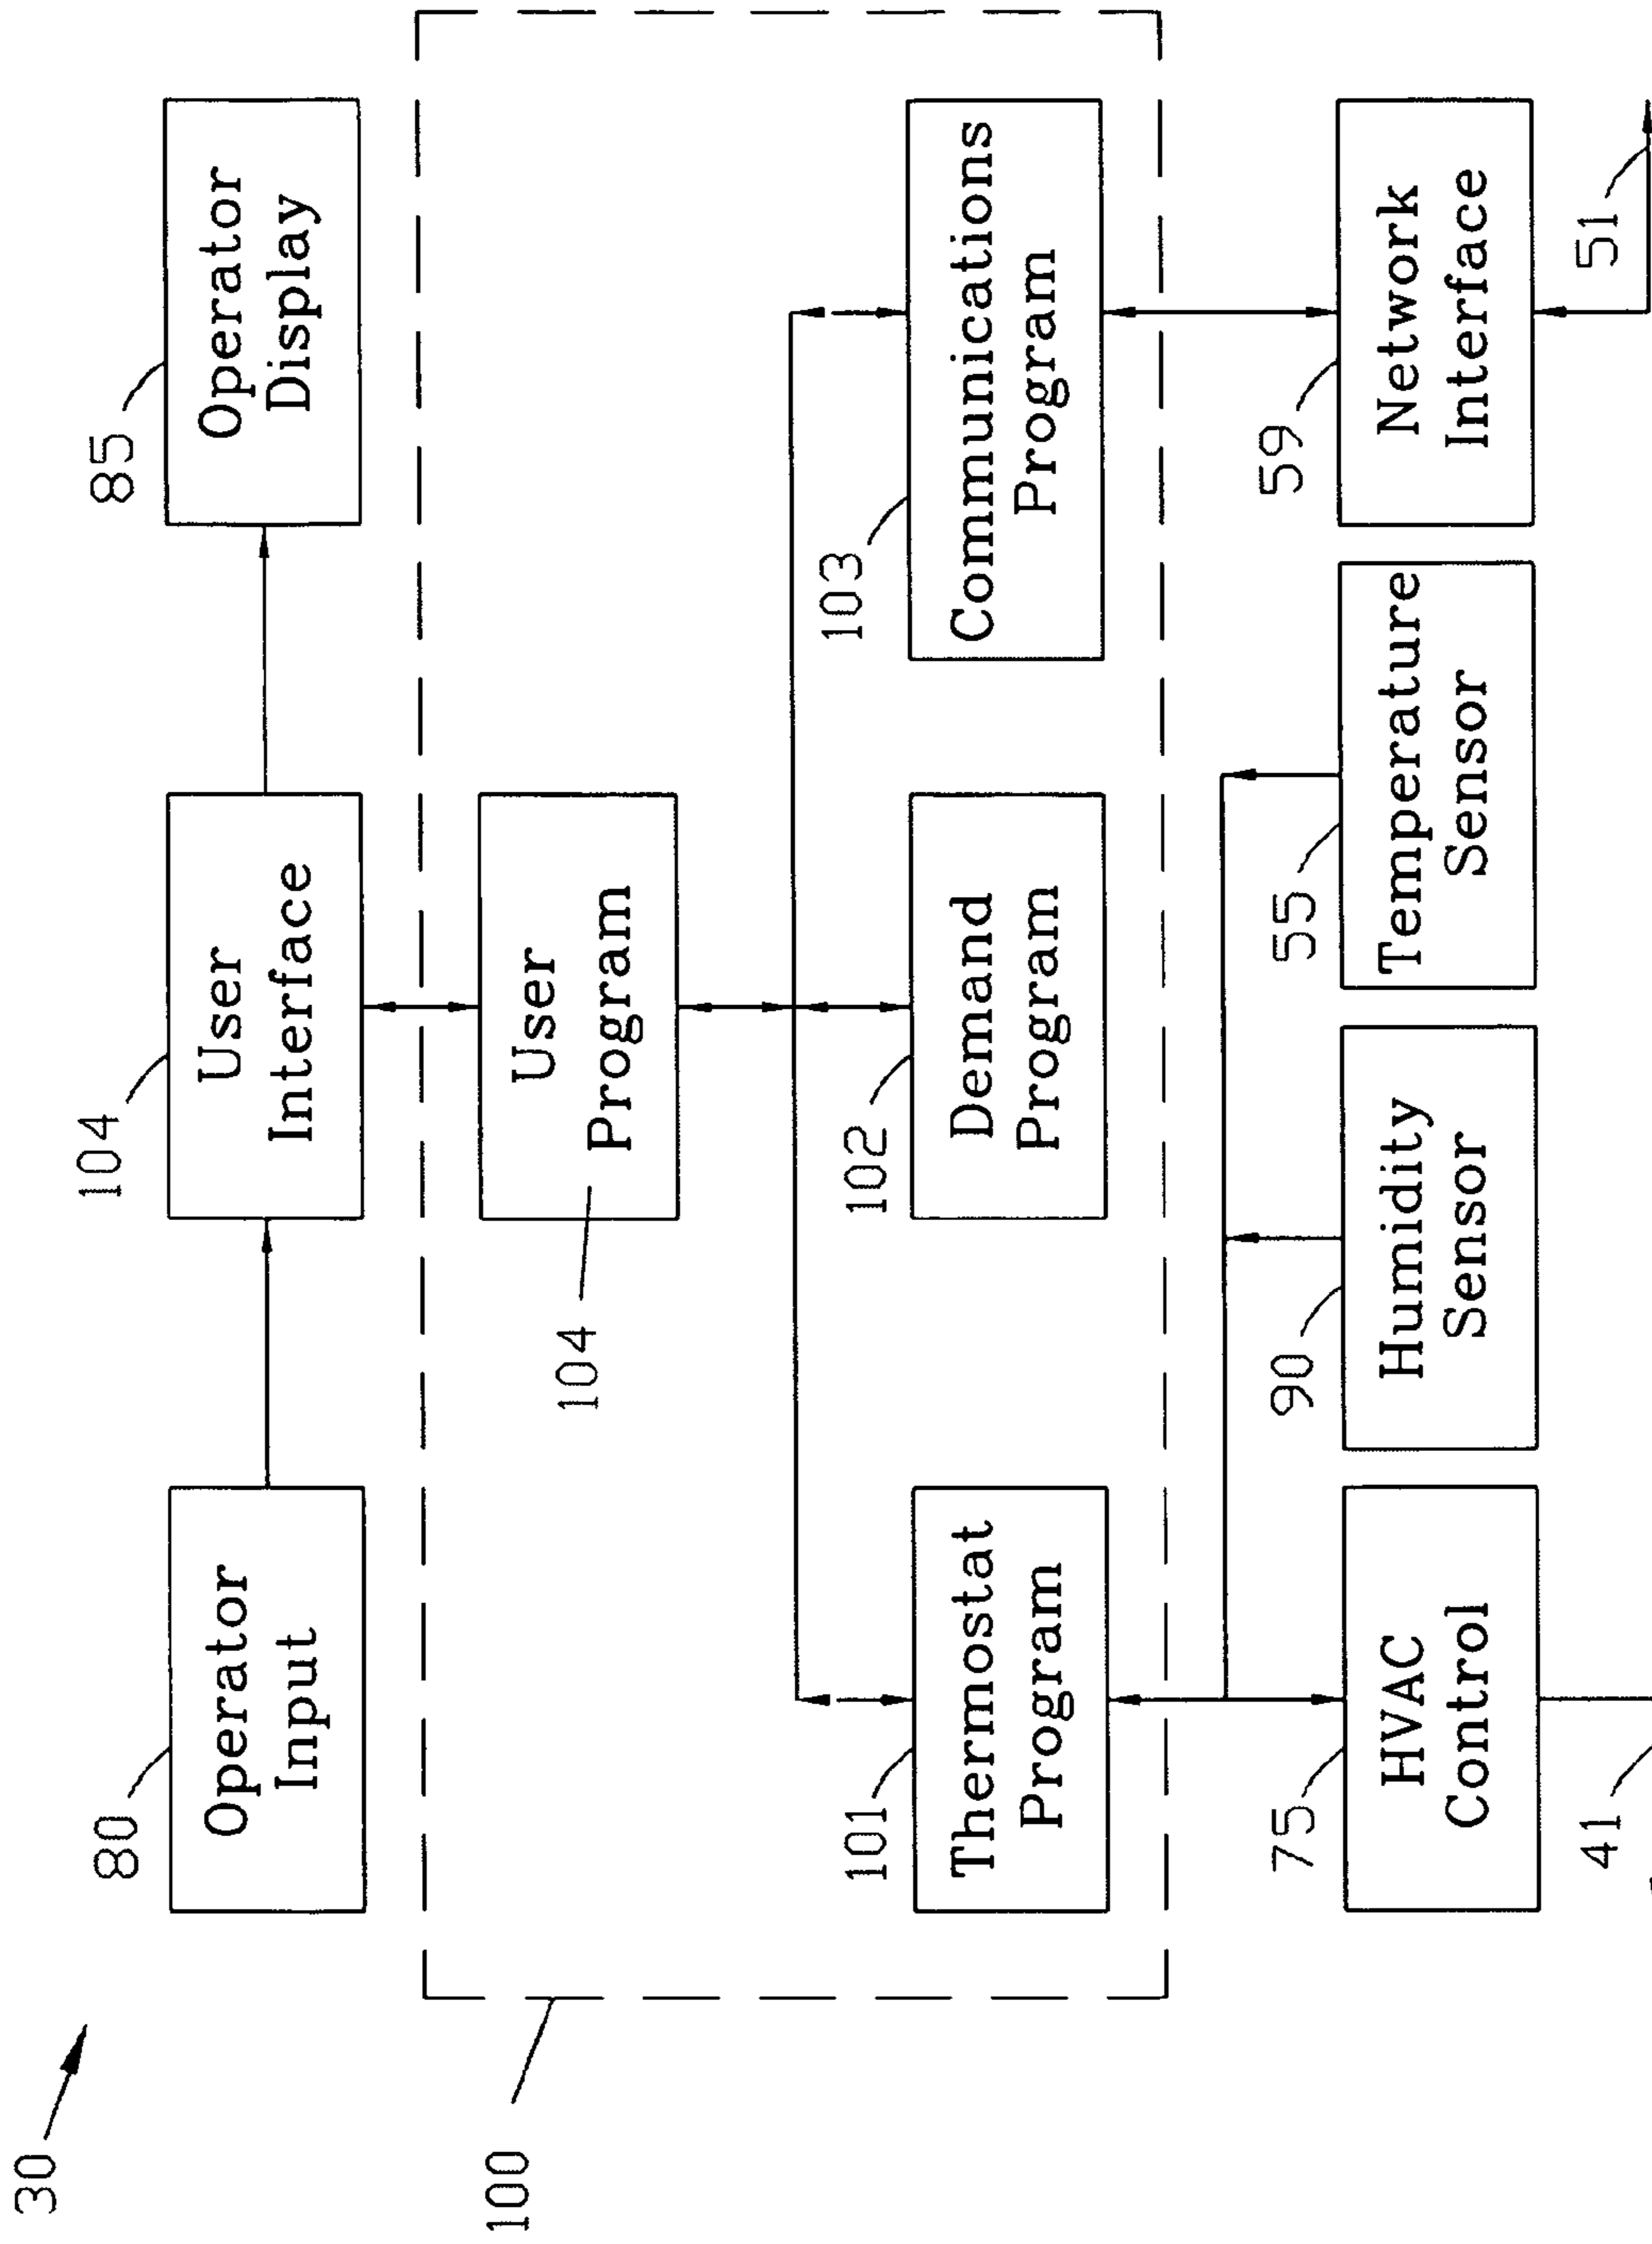 30
80
Operator
Input
104
User
Interface
85
Operator
Display
100
104
User
Program
101
Thermostat
Program
102
Demand
Program
103
Communications
Program
75
HVAC
Control
90
Humidity
Sensor
55
Temperature
Sensor
59
Network
Interface
41
51